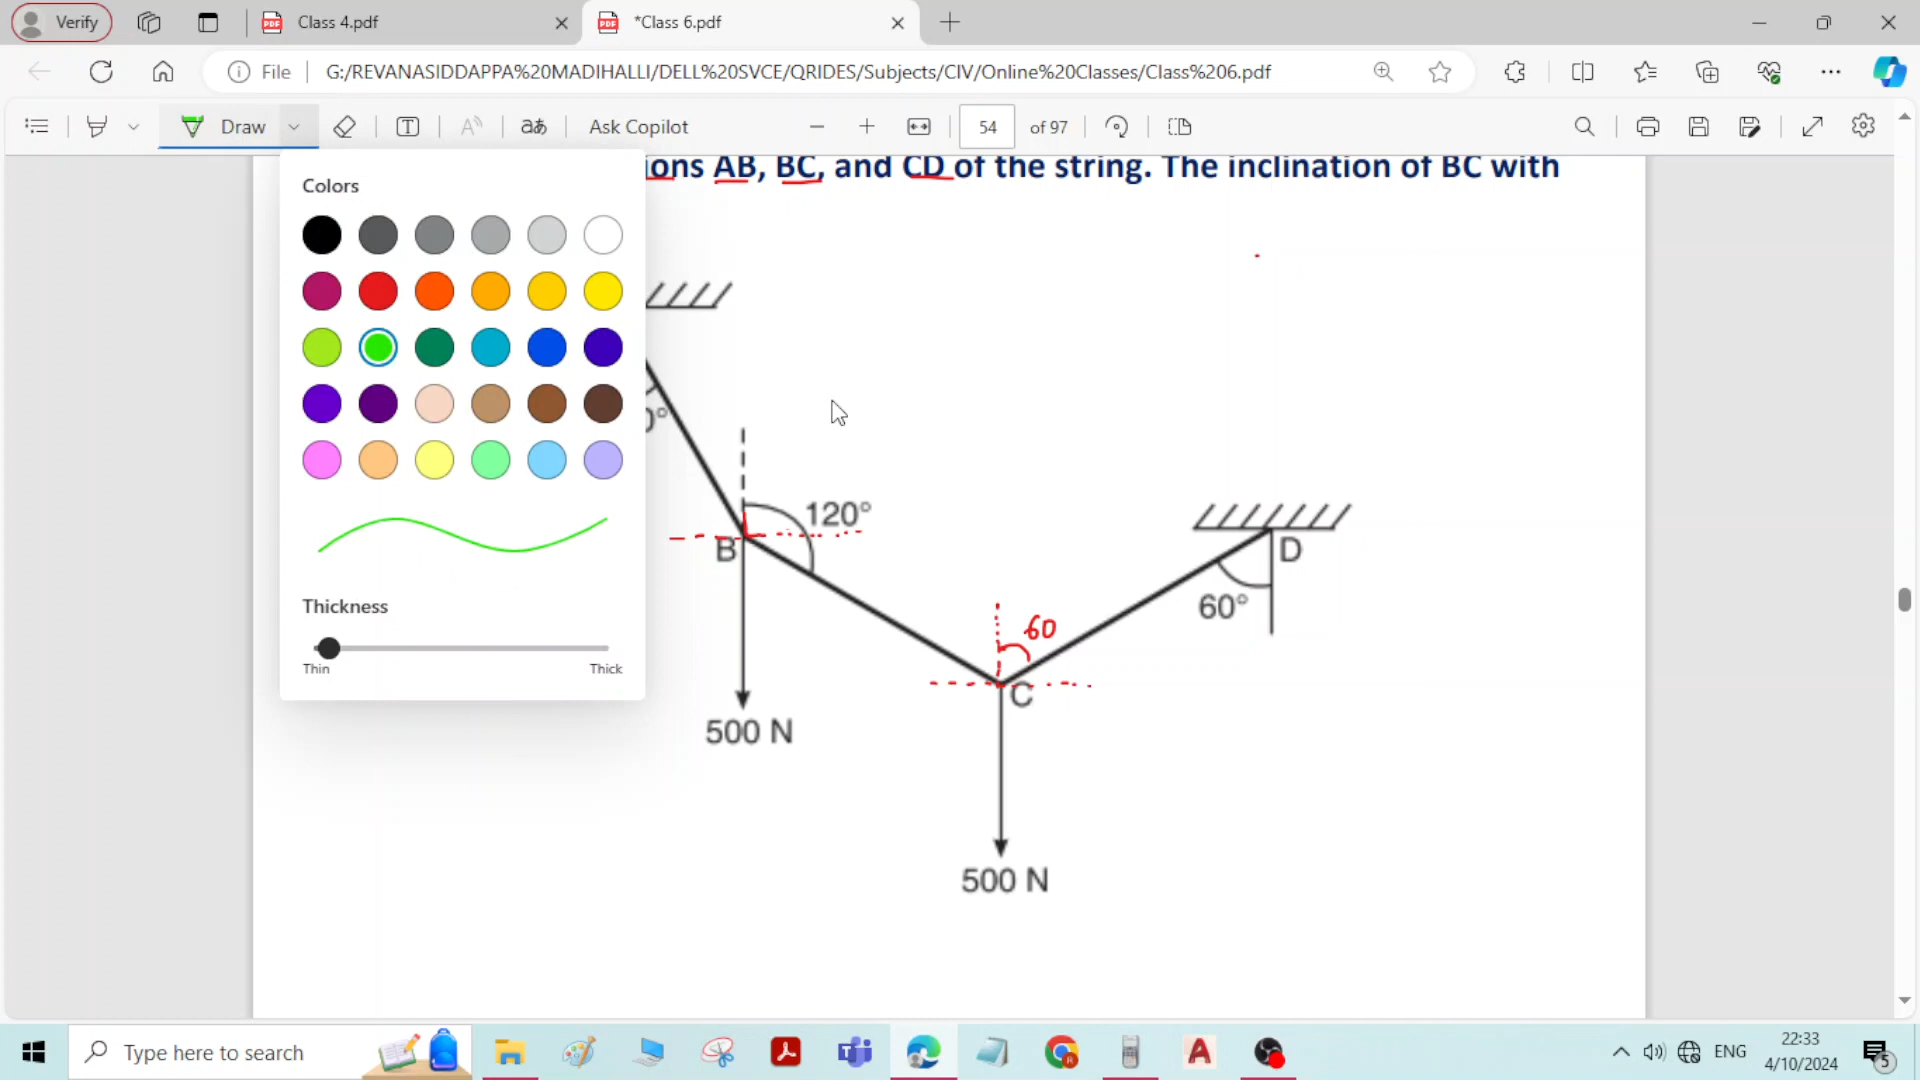 Verify
Class 4.pdf
*Class 6.pdf
File
G:/REVANASIDDAPPA%20MADIHALLI/DELL%20SVCE/QRIDES/Subjects/CIV/Online%20Classes/Class%206.pdf
Draw
Ask Copilot
54
of 97
ons AB, BC, and CD of the string. The inclination of BC with
Colors
0°
120°
B
D
60°
60
C
500 N
500 N
Thickness
Thin
Thick
Type here to search
ENG
22:33
4/10/2024
5